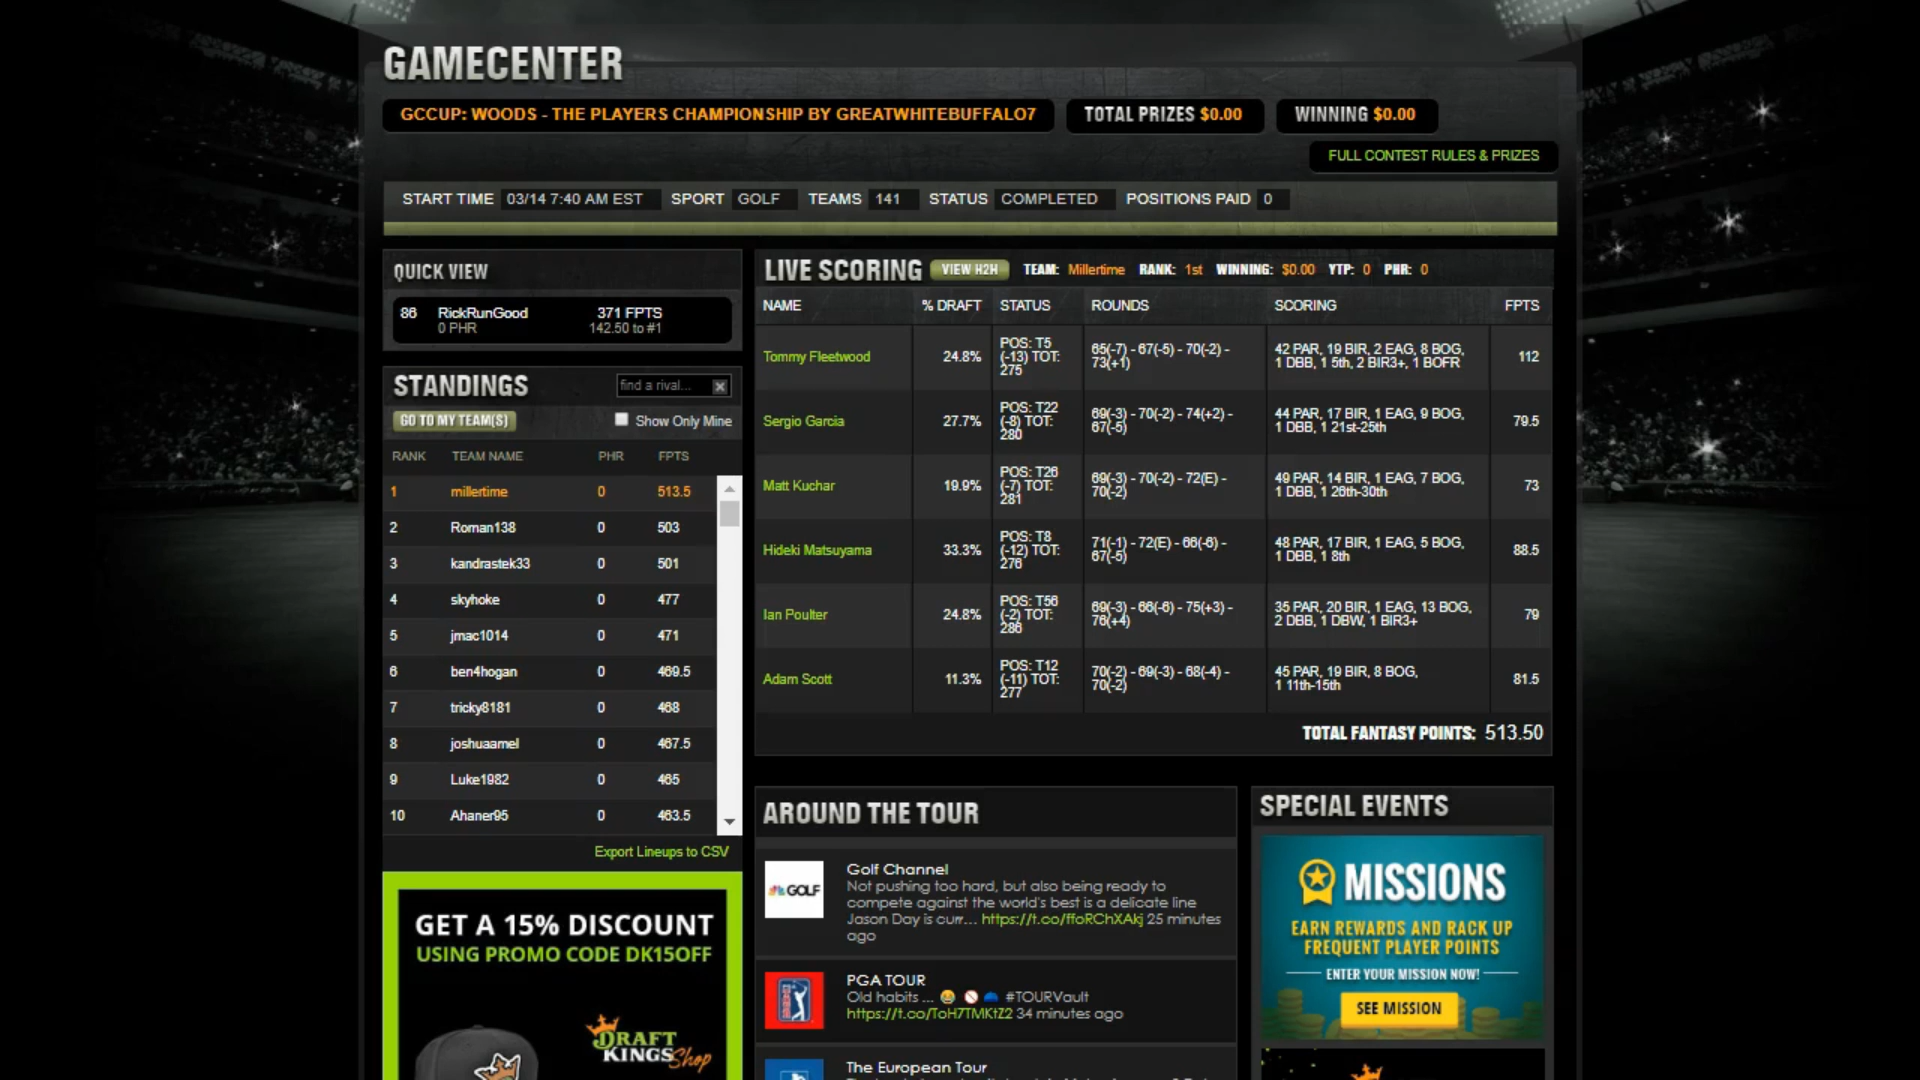 GAMECENTER
GCCUP: WOODS - THE PLAYERS CHAMPIONSHIP BY GREATWHITEBUFFALO7
TOTAL PRIZES $0.00
WINNING $0.00
FULL CONTEST RULES & PRIZES
START TIME 03/14 7:40 AM EST SPORT GOLF TEAMS 141 STATUS COMPLETED POSITIONS PAID 0
QUICK VIEW
86 RickRunGood 371 FPTS
0 PHR 142.50 to #1
STANDINGS
find a rival...
GO TO MY TEAM(S)
Show Only Mine
RANK TEAM NAME PHR FPTS
1 millertime 0 513.5
2 Roman138 0 503
3 kandrastek33 0 501
4 skyhoke 0 477
5 jmac1014 0 471
6 ben4hogan 0 469.5
7 tricky8181 0 468
8 joshuaamel 0 467.5
9 Luke1982 0 465
10 Ahaner95 0 463.5
Export Lineups to CSV
GET A 15% DISCOUNT
USING PROMO CODE DK15OFF
DRAFT
KINGS Shop
LIVE SCORING VIEW H2H TEAM: Millertime RANK: 1st WINNING: $0.00 YTP: 0 PHR: 0
NAME % DRAFT STATUS ROUNDS SCORING FPTS
Tommy Fleetwood 24.8%
POS: T5
(-13) TOT:
275
65(-7) - 67(-5) - 70(-2) -
73(+1)
42 PAR, 19 BIR, 2 EAG, 8 BOG,
1 DBB, 1 5th, 2 BIR3+, 1 BOFR
112
Sergio Garcia 27.7%
POS: T22
(-8) TOT:
280
69(-3) - 70(-2) - 74(+2) -
67(-5)
44 PAR, 17 BIR, 1 EAG, 9 BOG,
1 DBB, 1 21st-25th
79.5
Matt Kuchar 19.9%
POS: T26
(-7) TOT:
281
69(-3) - 70(-2) - 72(E) -
70(-2)
49 PAR, 14 BIR, 1 EAG, 7 BOG,
1 DBB, 1 26th-30th
73
Hideki Matsuyama 33.3%
POS: T8
(-12) TOT:
276
71(-1) - 72(E) - 66(-6) -
67(-5)
48 PAR, 17 BIR, 1 EAG, 5 BOG,
1 DBB, 1 8th
88.5
Ian Poulter 24.8%
POS: T56
(-2) TOT:
286
69(-3) - 66(-6) - 75(+3) -
76(+4)
35 PAR, 20 BIR, 1 EAG, 13 BOG,
2 DBB, 1 DBW, 1 BIR3+
79
Adam Scott 11.3%
POS: T12
(-11) TOT:
277
70(-2) - 69(-3) - 68(-4) -
70(-2)
45 PAR, 19 BIR, 8 BOG,
1 11th-15th
81.5
TOTAL FANTASY POINTS: 513.50
AROUND THE TOUR
GOLF
Golf Channel
Not pushing too hard, but also being ready to
compete against the world's best is a delicate line
Jason Day is curr... https://t.co/ffoRChXAkj 25 minutes
ago
PGA TOUR
Old habits ... #TOURVault
https://t.co/ToH7TMKtZ2 34 minutes ago
The European Tour
SPECIAL EVENTS
MISSIONS
EARN REWARDS AND RACK UP
FREQUENT PLAYER POINTS
ENTER YOUR MISSION NOW!
SEE MISSION